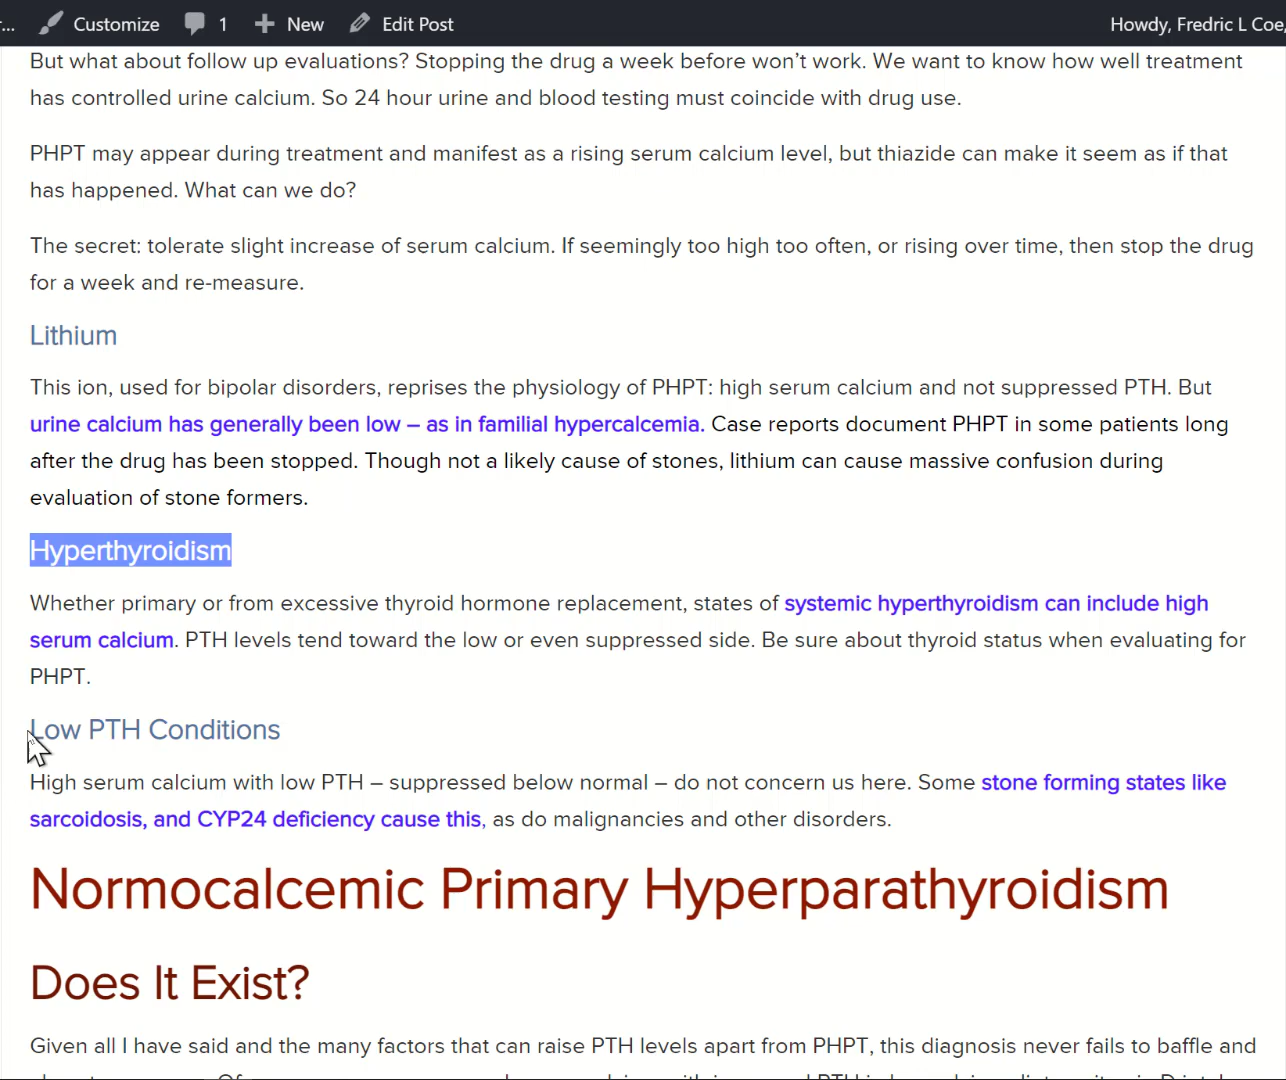 Customize 1 New Edit Post Howdy, Fredric L Coe,
But what about follow up evaluations? Stopping the drug a week before won’t work. We want to know how well treatment
has controlled urine calcium. So 24 hour urine and blood testing must coincide with drug use.
PHPT may appear during treatment and manifest as a rising serum calcium level, but thiazide can make it seem as if that
has happened. What can we do?
The secret: tolerate slight increase of serum calcium. If seemingly too high too often, or rising over time, then stop the drug
for a week and re-measure.
Lithium
This ion, used for bipolar disorders, reprises the physiology of PHPT: high serum calcium and not suppressed PTH. But
urine calcium has generally been low – as in familial hypercalcemia. Case reports document PHPT in some patients long
after the drug has been stopped. Though not a likely cause of stones, lithium can cause massive confusion during
evaluation of stone formers.
Hyperthyroidism
Whether primary or from excessive thyroid hormone replacement, states of systemic hyperthyroidism can include high
serum calcium. PTH levels tend toward the low or even suppressed side. Be sure about thyroid status when evaluating for
PHPT.
Low PTH Conditions
High serum calcium with low PTH – suppressed below normal – do not concern us here. Some stone forming states like
sarcoidosis, and CYP24 deficiency cause this, as do malignancies and other disorders.
Normocalcemic Primary Hyperparathyroidism
Does It Exist?
Given all I have said and the many factors that can raise PTH levels apart from PHPT, this diagnosis never fails to baffle and